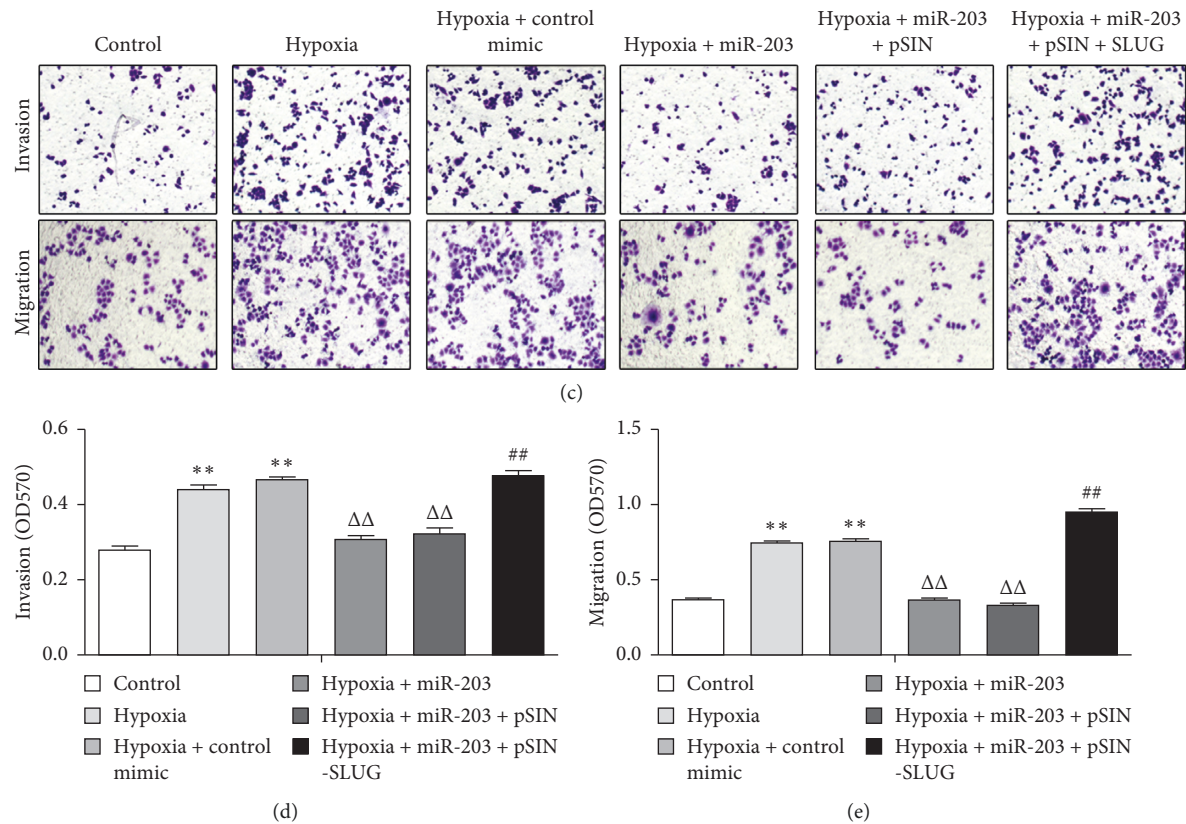 Control
Hypoxia
Hypoxia + control
mimic
Hypoxia + miR-203
Hypoxia + miR-203
+ pSIN
Hypoxia + miR-203
+ pSIN + SLUG
Invasion
Migration
(c)
0.6
0.4
0.2
0.0
Invasion (OD570)
**
**
ΔΔ
ΔΔ
##
Control
Hypoxia
Hypoxia + control
mimic
Hypoxia + miR-203
Hypoxia + miR-203 + pSIN
Hypoxia + miR-203 + pSIN
-SLUG
(d)
1.5
1.0
0.5
0.0
Migration (OD570)
**
**
ΔΔ
ΔΔ
##
Control
Hypoxia
Hypoxia + control
mimic
Hypoxia + miR-203
Hypoxia + miR-203 + pSIN
Hypoxia + miR-203 + pSIN
-SLUG
(e)